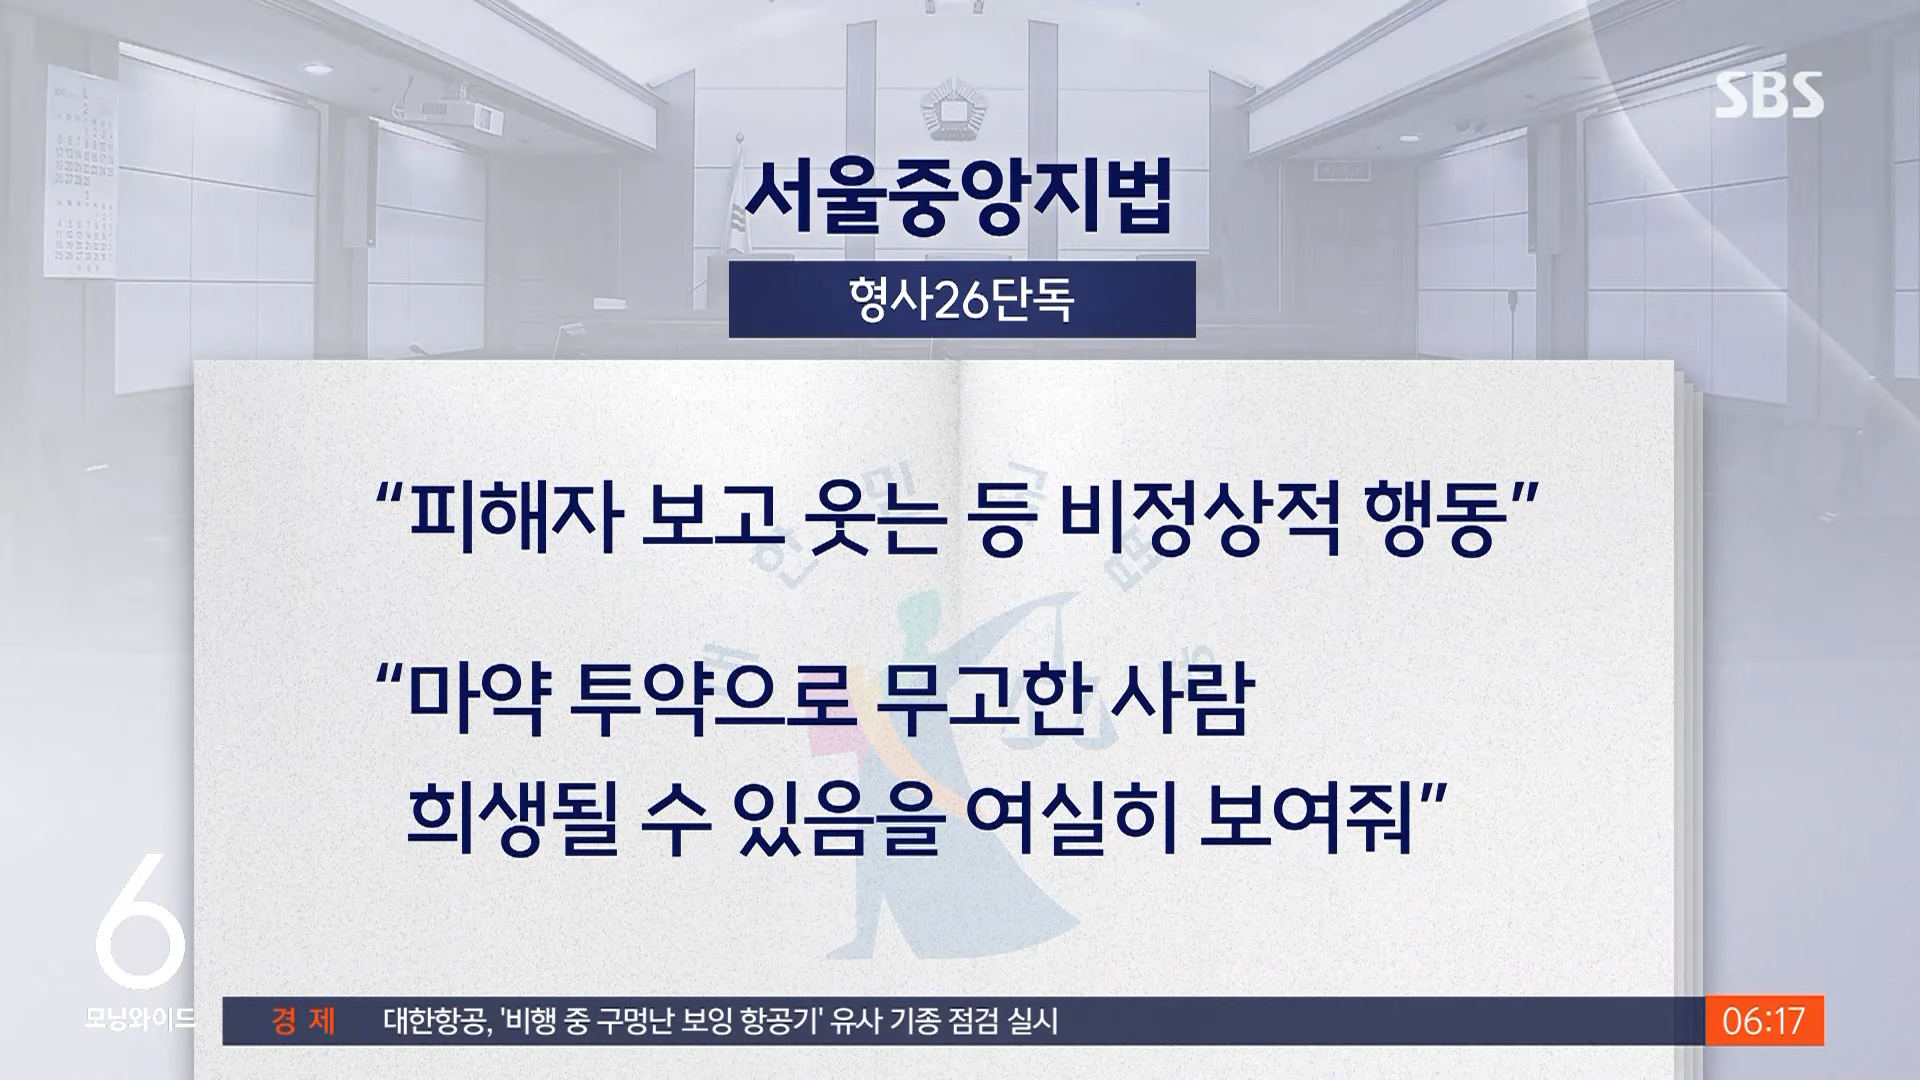 SBS
서울중앙지법
형사26단독
“피해자 보고 웃는 등 비정상적 행동”
“마약 투약으로 무고한 사람
희생될 수 있음을 여실히 보여줘”
6
모닝와이드
경제 대한항공, '비행 중 구멍난 보잉 항공기' 유사 기종 점검 실시 06:17